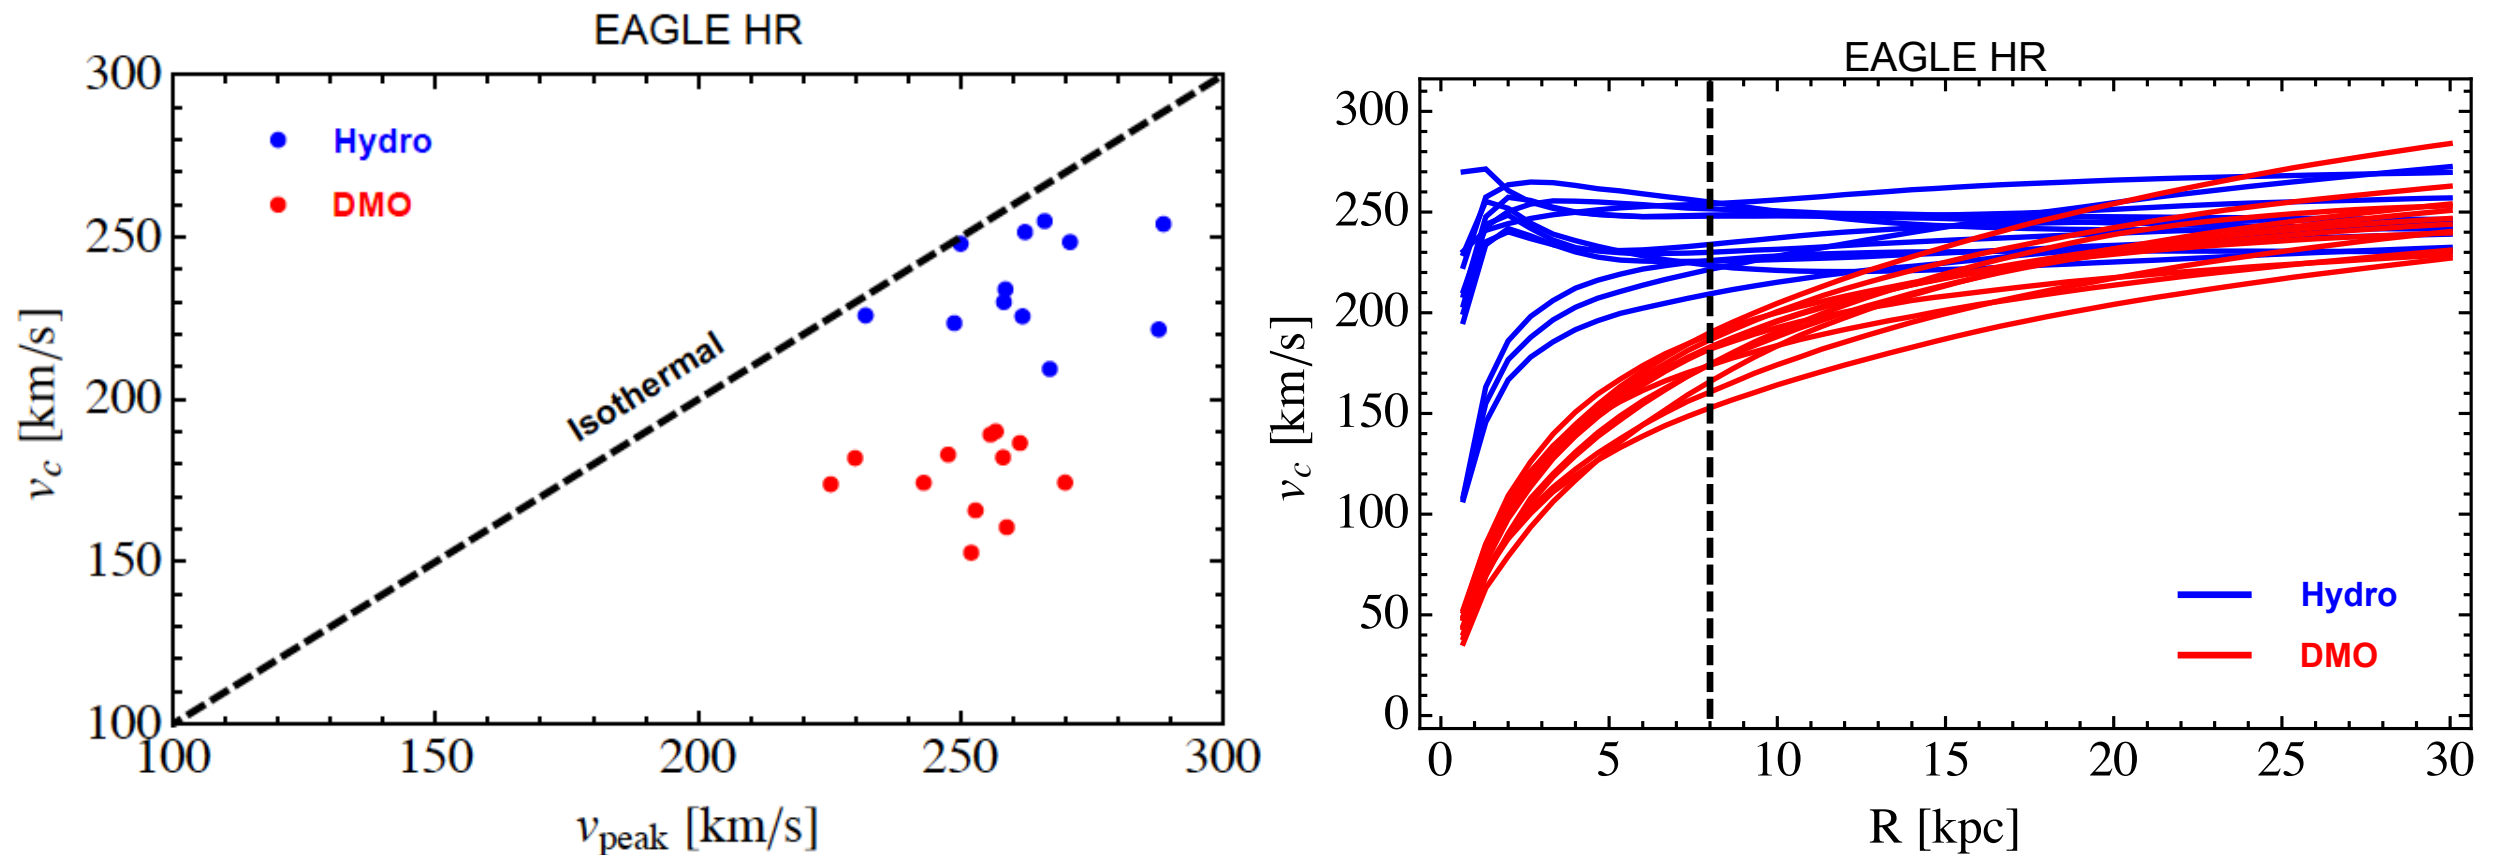 EAGLE HR
300
250
200
150
100
v_c [km/s]
Hydro
DMO
Isothermal
100 150 200 250 300
v_peak [km/s]
EAGLE HR
300
250
200
150
100
50
0
v_c [km/s]
Hydro
DMO
0 5 10 15 20 25 30
R [kpc]